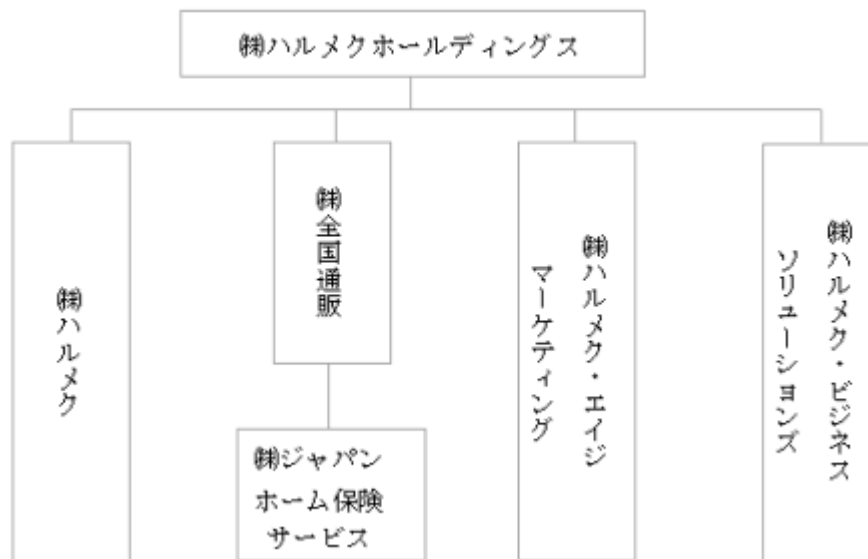 ㈱ハルメクホールディングス
㈱ハルメク
㈱全国通販
㈱ジャパン
ホーム保険
サービス
㈱ハルメク・エイジ
マーケティング
㈱ハルメク・ビジネス
ソリューションズ